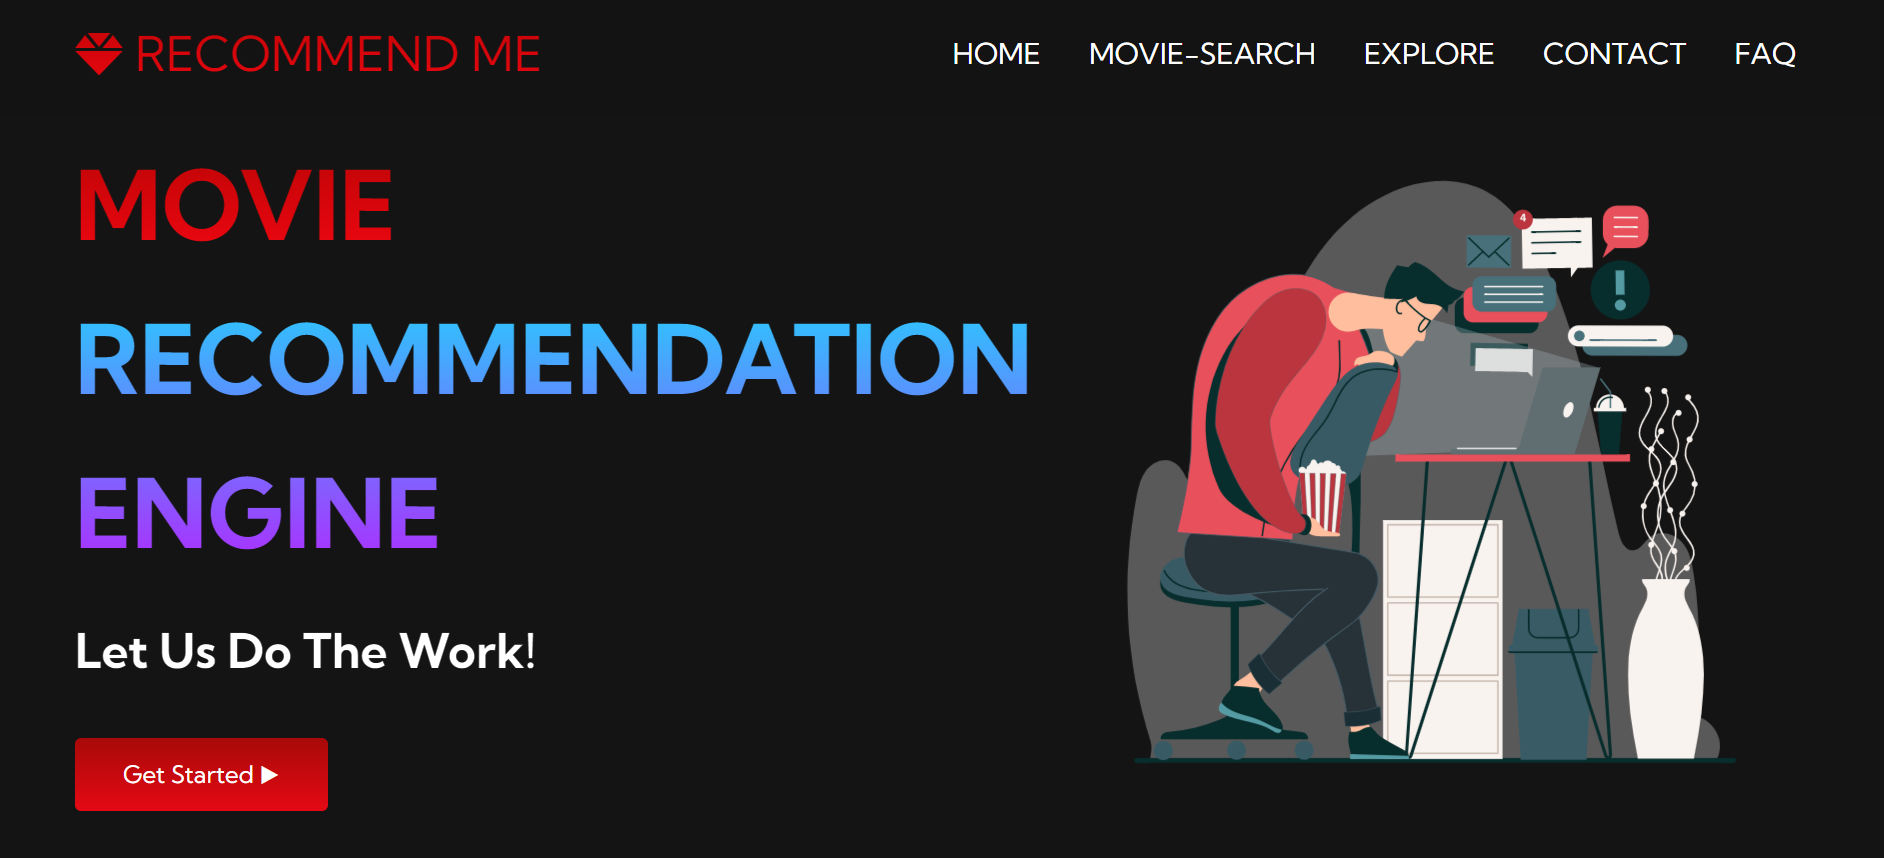 RECOMMEND ME
HOME MOVIE-SEARCH EXPLORE CONTACT FAQ
MOVIE
RECOMMENDATION
ENGINE
Let Us Do The Work!
Get Started
4
!